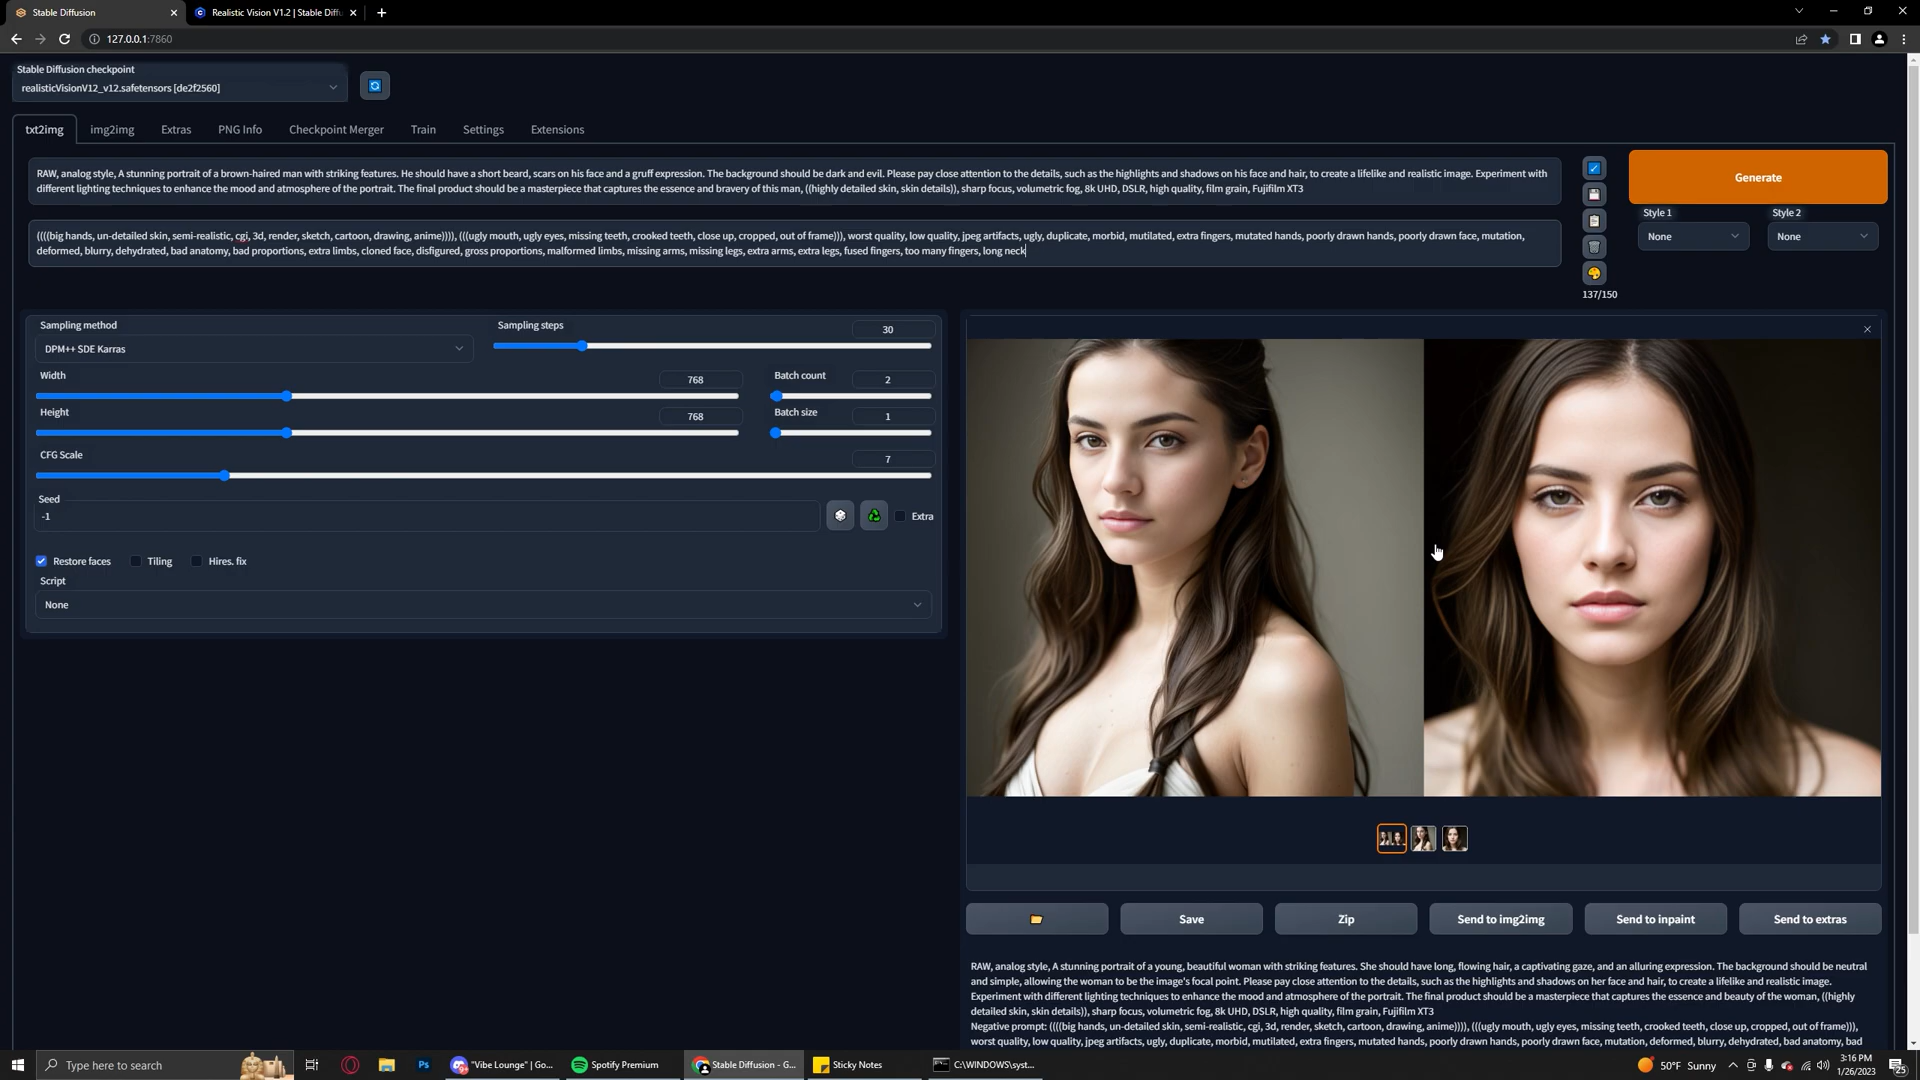 Stable Diffusion
Realistic Vision V1.2 | Stable Diffu
127.0.0.1:7860
Stable Diffusion checkpoint
realisticVisionV12_v12.safetensors [de2f2560]
txt2img
img2img
Extras
PNG Info
Checkpoint Merger
Train
Settings
Extensions
RAW, analog style, A stunning portrait of a brown-haired man with striking features. He should have a short beard, scars on his face and a gruff expression. The background should be dark and evil. Please pay close attention to the details, such as the highlights and shadows on his face and hair, to create a lifelike and realistic image. Experiment with
different lighting techniques to enhance the mood and atmosphere of the portrait. The final product should be a masterpiece that captures the essence and bravery of this man, ((highly detailed skin, skin details)), sharp focus, volumetric fog, 8k UHD, DSLR, high quality, film grain, Fujifilm XT3
((((big hands, un-detailed skin, semi-realistic, cgi, 3d, render, sketch, cartoon, drawing, anime)))), (((ugly mouth, ugly eyes, missing teeth, crooked teeth, close up, cropped, out of frame))), worst quality, low quality, jpeg artifacts, ugly, duplicate, morbid, mutilated, extra fingers, mutated hands, poorly drawn hands, poorly drawn face, mutation,
deformed, blurry, dehydrated, bad anatomy, bad proportions, extra limbs, cloned face, disfigured, gross proportions, malformed limbs, missing arms, missing legs, extra arms, extra legs, fused fingers, too many fingers, long neck
137/150
Generate
Style 1
Style 2
None
None
Sampling method
DPM++ SDE Karras
Sampling steps
30
Width
768
Batch count
2
Height
768
Batch size
1
CFG Scale
7
Seed
-1
Extra
Restore faces
Tiling
Hires. fix
Script
None
Save
Zip
Send to img2img
Send to inpaint
Send to extras
RAW, analog style, A stunning portrait of a young, beautiful woman with striking features. She should have long, flowing hair, a captivating gaze, and an alluring expression. The background should be neutral
and simple, allowing the woman to be the image's focal point. Please pay close attention to the details, such as the highlights and shadows on her face and hair, to create a lifelike and realistic image.
Experiment with different lighting techniques to enhance the mood and atmosphere of the portrait. The final product should be a masterpiece that captures the essence and beauty of the woman, ((highly
detailed skin, skin details)), sharp focus, volumetric fog, 8k UHD, DSLR, high quality, film grain, Fujifilm XT3
Negative prompt: ((((big hands, un-detailed skin, semi-realistic, cgi, 3d, render, sketch, cartoon, drawing, anime)))), (((ugly mouth, ugly eyes, missing teeth, crooked teeth, close up, cropped, out of frame))),
worst quality, low quality, jpeg artifacts, ugly, duplicate, morbid, mutilated, extra fingers, mutated hands, poorly drawn hands, poorly drawn face, mutation, deformed, blurry, dehydrated, bad anatomy, bad
Type here to search
Ps
"Vibe Lounge" | Go...
Spotify Premium
Stable Diffusion - G...
Sticky Notes
C:\WINDOWS\syst...
50°F Sunny
3:16 PM
1/26/2023
25